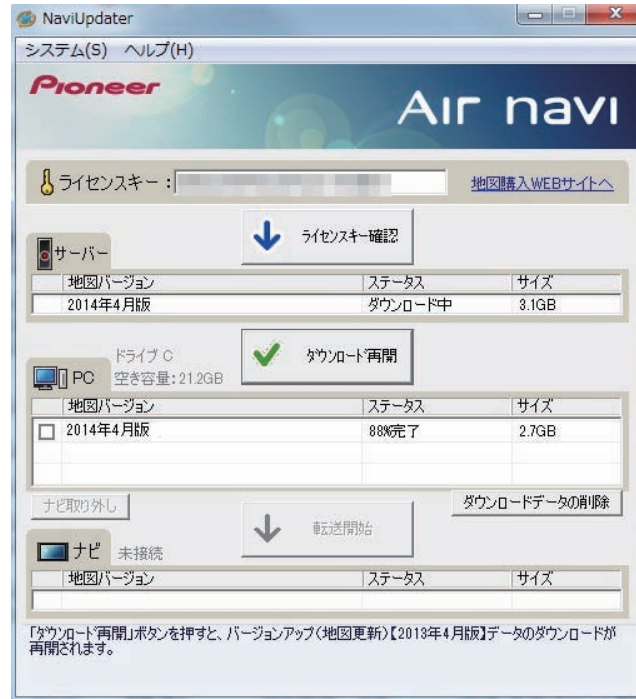 NaviUpdater
システム(S) ヘルプ(H)
Pioneer
AIr navi
ライセンスキー：
地図購入WEBサイトへ
ライセンスキー確認
サーバー
地図バージョン ステータス サイズ
2014年4月版 ダウンロード中 3.1GB
ドライブ C
ダウンロード再開
PC 空き容量：21.2GB
地図バージョン ステータス サイズ
2014年4月版 88%完了 2.7GB
ナビ取り外し
ダウンロードデータの削除
転送開始
ナビ 未接続
地図バージョン ステータス サイズ
「ダウンロード再開」ボタンを押すと、バージョンアップ(地図更新)【2013年4月版】データのダウンロードが
再開されます。